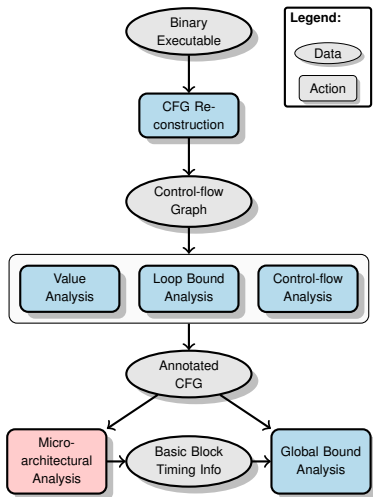 Binary
Executable
Legend:
Data
Action
CFG Re-
construction
Control-flow
Graph
Value
Analysis
Loop Bound
Analysis
Control-flow
Analysis
Annotated
CFG
Micro-
architectural
Analysis
Basic Block
Timing Info
Global Bound
Analysis